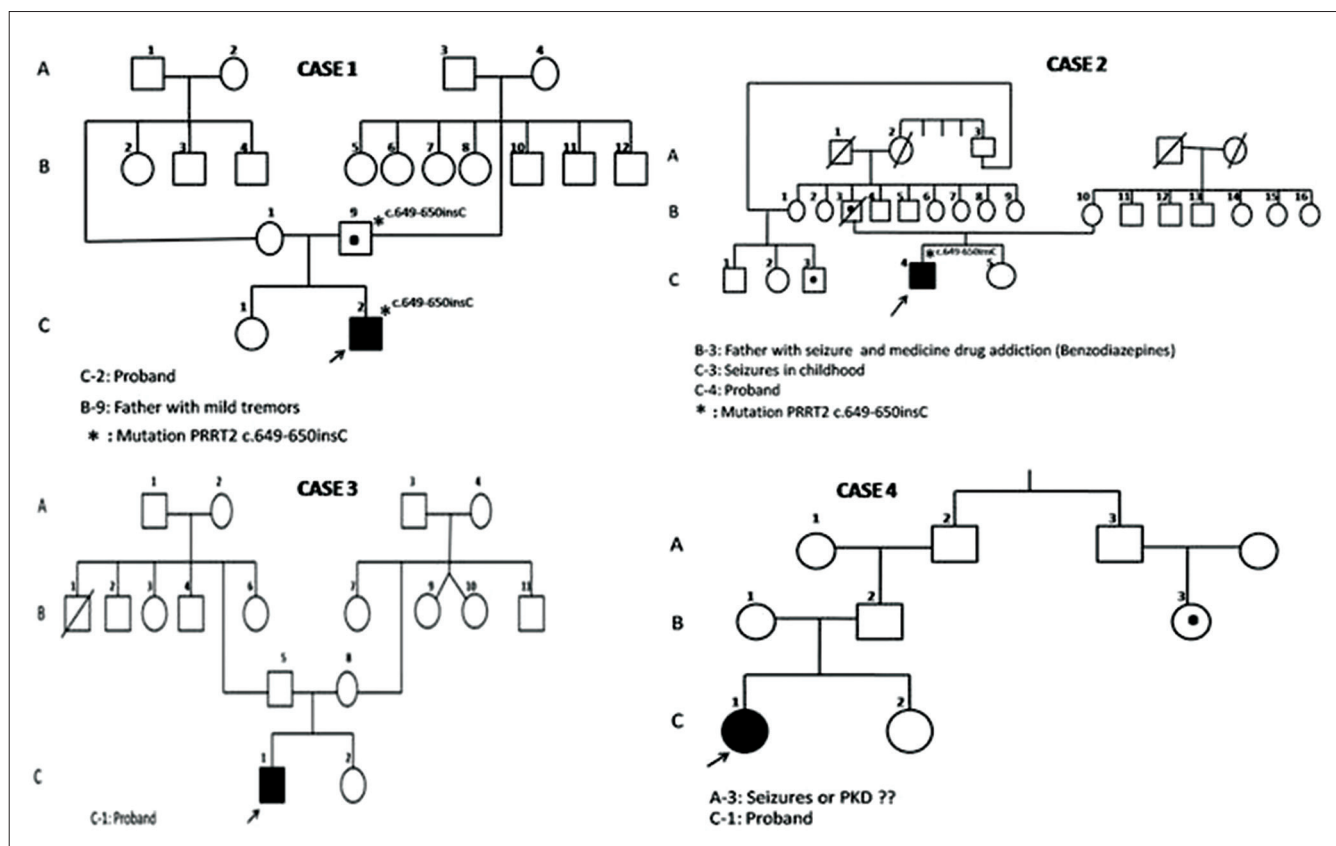 CASE 1
A
1
2
3
4
B
2
3
4
5
6
7
8
10
11
12
1
9
*c.649-650insC
C
1
2
*c.649-650insC
C-2: Proband
B-9: Father with mild tremors
* : Mutation PRRT2 c.649-650insC
CASE 2
A
1
2
3
B
1
2
3
4
5
6
7
8
9
10
11
12
13
14
15
16
C
1
2
3
4
*c.649-650insC
5
B-3: Father with seizure and medicine drug addiction (Benzodiazepines)
C-3: Seizures in childhood
C-4: Proband
* : Mutation PRRT2 c.649-650insC
CASE 3
A
1
2
3
4
B
1
2
3
4
6
7
9
10
11
5
8
C
1
2
C-1: Proband
CASE 4
A
1
2
3
B
1
2
3
C
1
2
A-3: Seizures or PKD ??
C-1: Proband